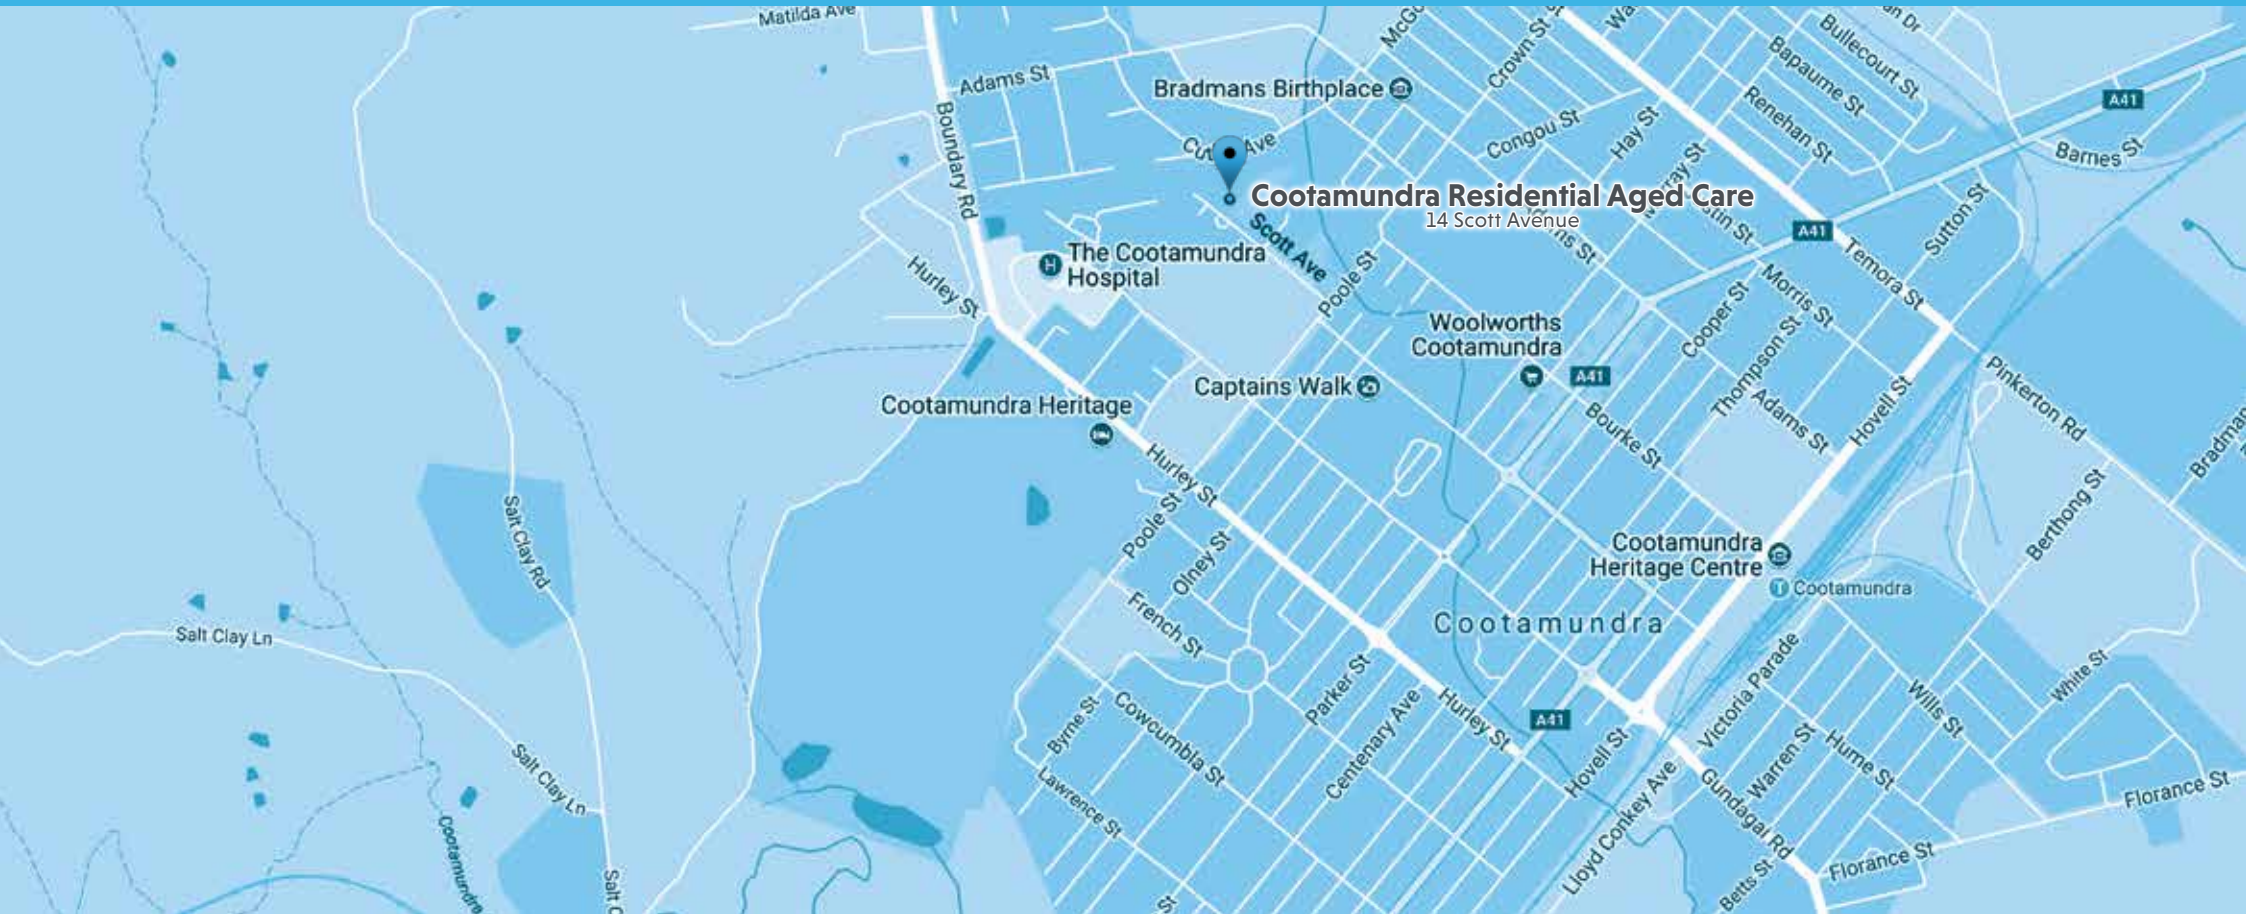 Matilda Ave
Adams St
Boundary Rd
Bradmans Birthplace
Crown St
Bullecourt St
Bapaume St
Renehan St
A41
Barnes St
Congou St
Hay St
Ave
Cootamundra Residential Aged Care
14 Scott Avenue
Scott Ave
Sutton St
A41
Temora St
The Cootamundra
Hospital
Hurley St
Poole St
Morris St
Cooper St
Thompson St
Woolworths
Cootamundra
A41
Captains Walk
Adams St
Hovell St
Pinkerton Rd
Cootamundra Heritage
Bourke St
Hurley St
Berthong St
Salt Clay Rd
Poole St
Olney St
Cootamundra
Heritage Centre
Cootamundra
French St
Cootamundra
Salt Clay Ln
Parker St
Victoria Parade
White St
Wills St
Byrne St
Cowcumbla St
Centenary Ave
Hurley St
A41
Hovell St
Warren St
Hume St
Salt Clay Ln
Lawrence St
Lloyd Conkey Ave
Gundagai Rd
Florance St
Cootamundra
Florance St
Betts St
Salt
St